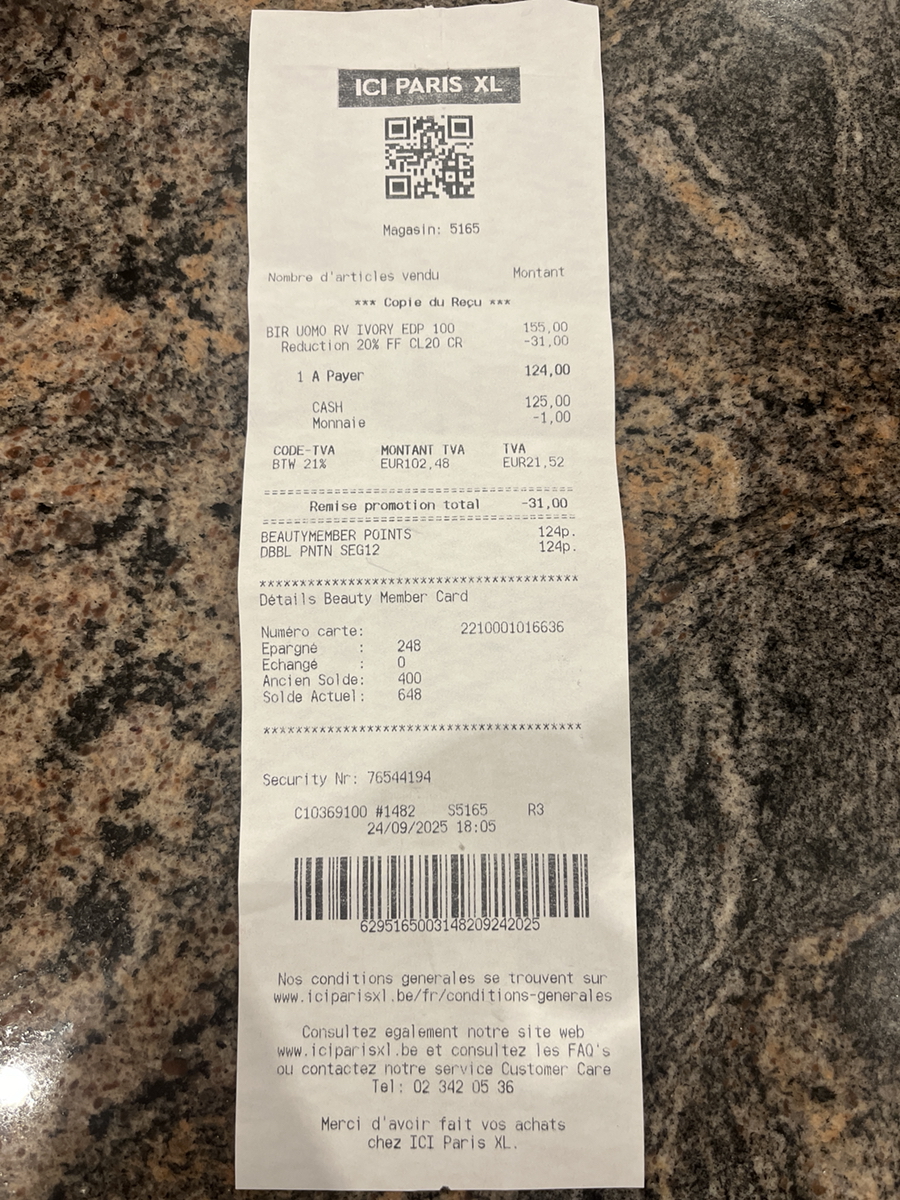 ICI PARIS XL
Magasin: 5165
Nombre d'articles vendu Montant
*** Copie du Reçu ***
BIR UOMO RV IVORY EDP 100 155,00
Reduction 20% FF CL20 CR -31,00
1 A Payer 124,00
CASH 125,00
Monnaie -1,00
CODE-TVA MONTANT TVA TVA
BTW 21% EUR102,48 EUR21,52
========================================
Remise promotion total -31,00
========================================
BEAUTYMEMBER POINTS 124p.
DBBL PNTN SEG12 124p.
****************************************
Détails Beauty Member Card
Numéro carte: 2210001016636
Epargné : 248
Echangé : 0
Ancien Solde: 400
Solde Actuel: 648
****************************************
Security Nr: 76544194
C10369100 #1482 S5165 R3
24/09/2025 18:05
6295165003148209242025
Nos conditions generales se trouvent sur
www.iciparisxl.be/fr/conditions-generales
Consultez egalement notre site web
www.iciparisxl.be et consultez les FAQ's
ou contactez notre service Customer Care
Tel: 02 342 05 36
Merci d'avoir fait vos achats
chez ICI Paris XL.